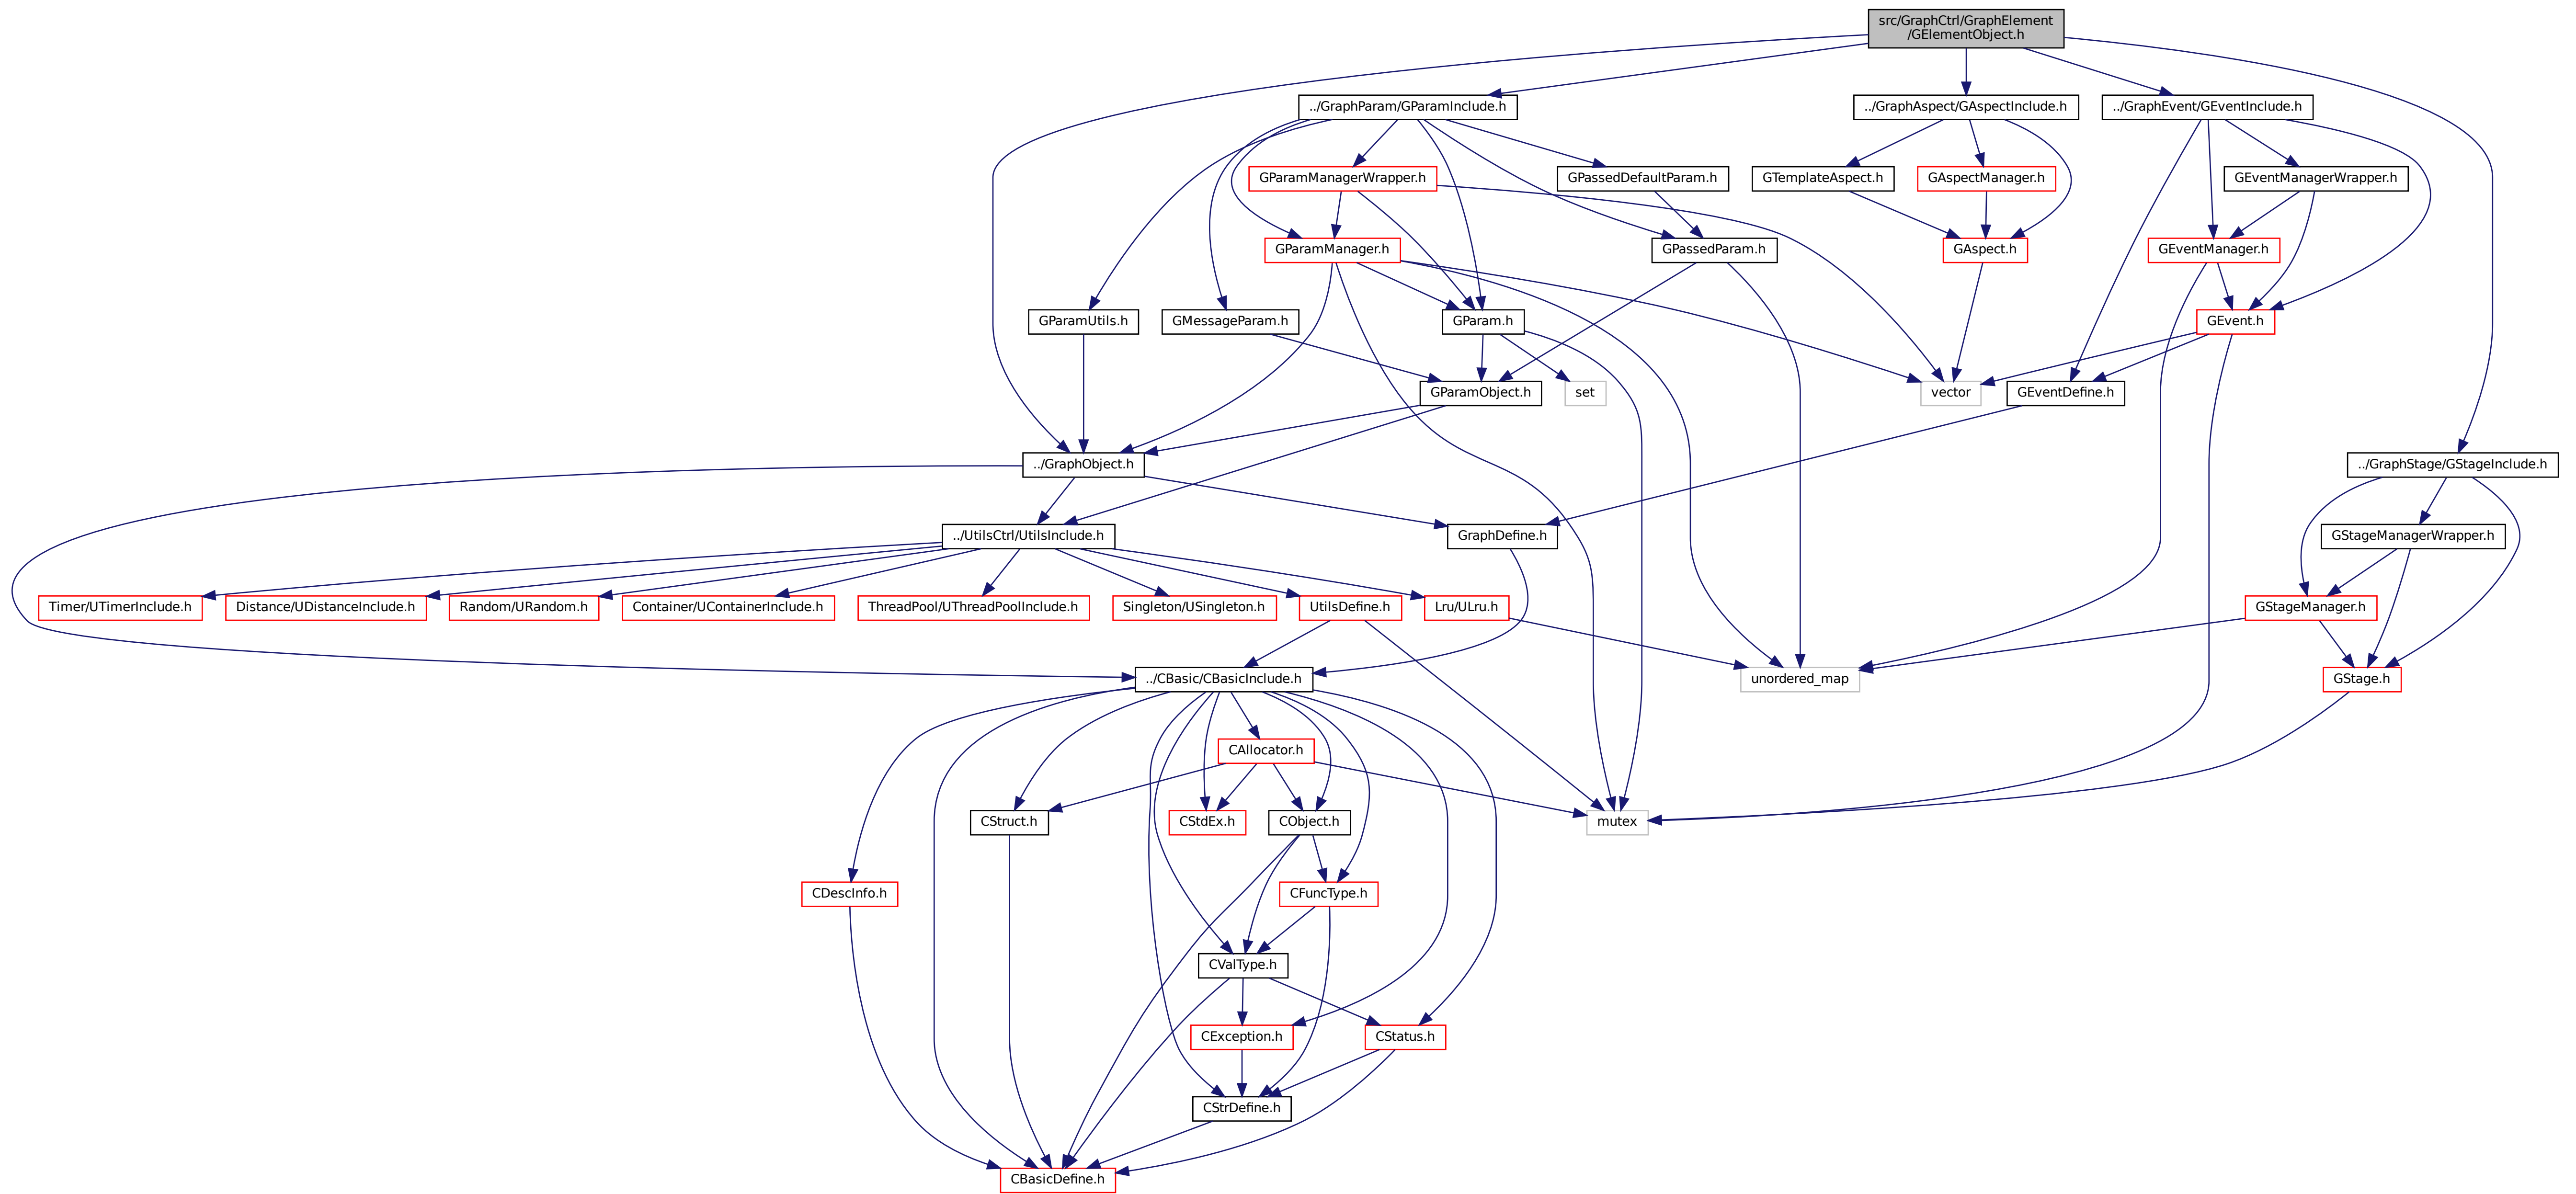 src/GraphCtrl/GraphElement
/GElementObject.h
../GraphParam/GParamInclude.h
../GraphAspect/GAspectInclude.h
../GraphEvent/GEventInclude.h
GParamManagerWrapper.h
GPassedDefaultParam.h
GTemplateAspect.h
GAspectManager.h
GEventManagerWrapper.h
GParamManager.h
GPassedParam.h
GAspect.h
GEventManager.h
GParamUtils.h
GMessageParam.h
GParam.h
GEvent.h
GParamObject.h
set
vector
GEventDefine.h
../GraphObject.h
../GraphStage/GStageInclude.h
../UtilsCtrl/UtilsInclude.h
GraphDefine.h
GStageManagerWrapper.h
Timer/UTimerInclude.h
Distance/UDistanceInclude.h
Random/URandom.h
Container/UContainerInclude.h
ThreadPool/UThreadPoolInclude.h
Singleton/USingleton.h
UtilsDefine.h
Lru/ULru.h
GStageManager.h
../CBasic/CBasicInclude.h
unordered_map
GStage.h
CAllocator.h
CStruct.h
CStdEx.h
CObject.h
mutex
CDescInfo.h
CFuncType.h
CValType.h
CException.h
CStatus.h
CStrDefine.h
CBasicDefine.h